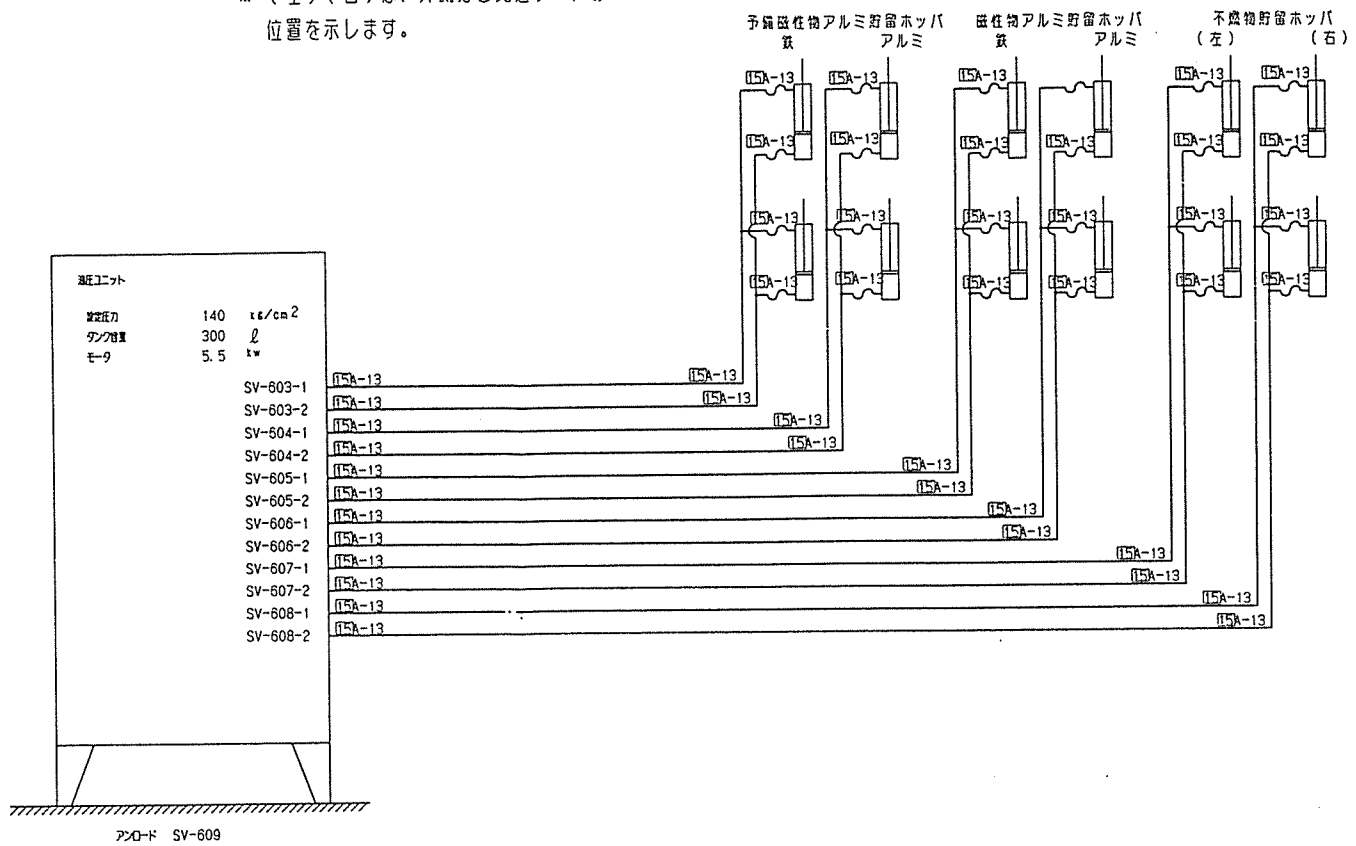 位置を示します。
予備磁性物アルミ貯留ホッパ 磁性物アルミ貯留ホッパ 不燃物貯留ホッパ
鉄 アルミ 鉄 アルミ (左) (右)
15A-13 15A-13 15A-13 15A-13 15A-13
15A-13 15A-13 15A-13 15A-13 15A-13 15A-13
15A-13 15A-13 15A-13 15A-13 15A-13 15A-13
15A-13 15A-13 15A-13 15A-13 15A-13 15A-13
油圧ユニット
設定圧力 140 kg/cm2
タンク容量 300 ℓ
モータ 5.5 kw
SV-603-1 15A-13 15A-13
SV-603-2 15A-13 15A-13
SV-604-1 15A-13 15A-13
SV-604-2 15A-13 15A-13
SV-605-1 15A-13 15A-13
SV-605-2 15A-13 15A-13
SV-606-1 15A-13 15A-13
SV-606-2 15A-13 15A-13
SV-607-1 15A-13 15A-13
SV-607-2 15A-13 15A-13
SV-608-1 15A-13 15A-13
SV-608-2 15A-13 15A-13
アンロード SV-609